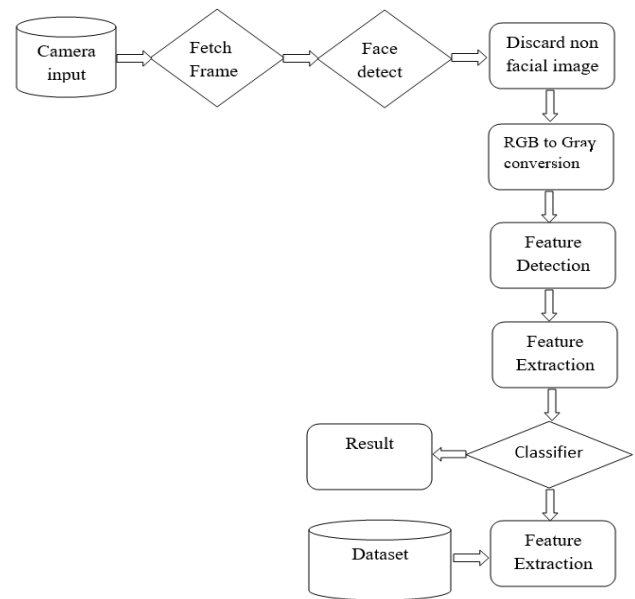 Camera
input
Fetch
Frame
Face
detect
Discard non
facial image
RGB to Gray
conversion
Feature
Detection
Feature
Extraction
Classifier
Result
Dataset
Feature
Extraction